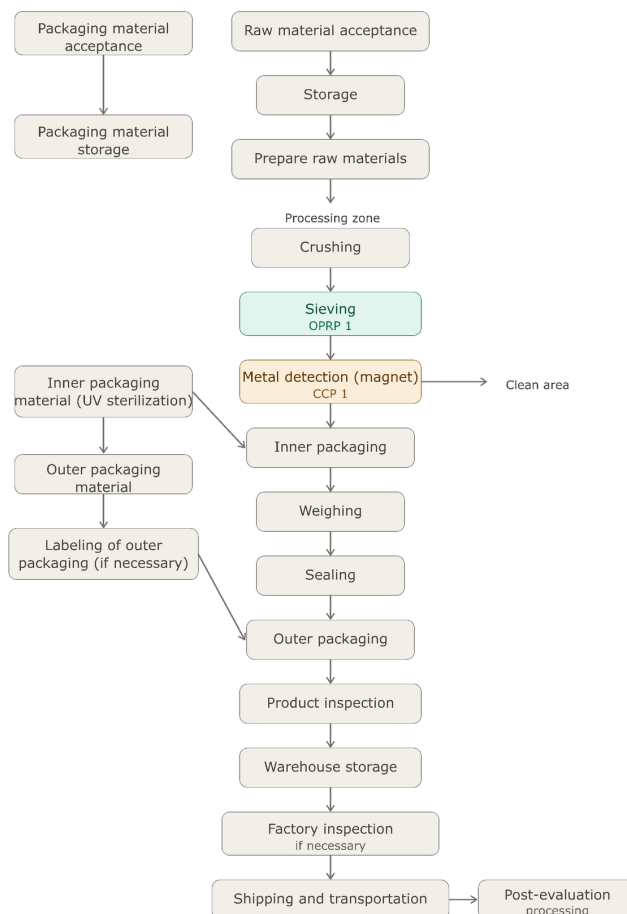 Packaging material
acceptance
Packaging material
storage
Raw material acceptance
Storage
Prepare raw materials
Processing zone
Crushing
Sieving
OPRP 1
Metal detection (magnet)
CCP 1
Clean area
Inner packaging
material (UV sterilization)
Outer packaging
material
Labeling of outer
packaging (if necessary)
Inner packaging
Weighing
Sealing
Outer packaging
Product inspection
Warehouse storage
Factory inspection
if necessary
Shipping and transportation
Post-evaluation
processing